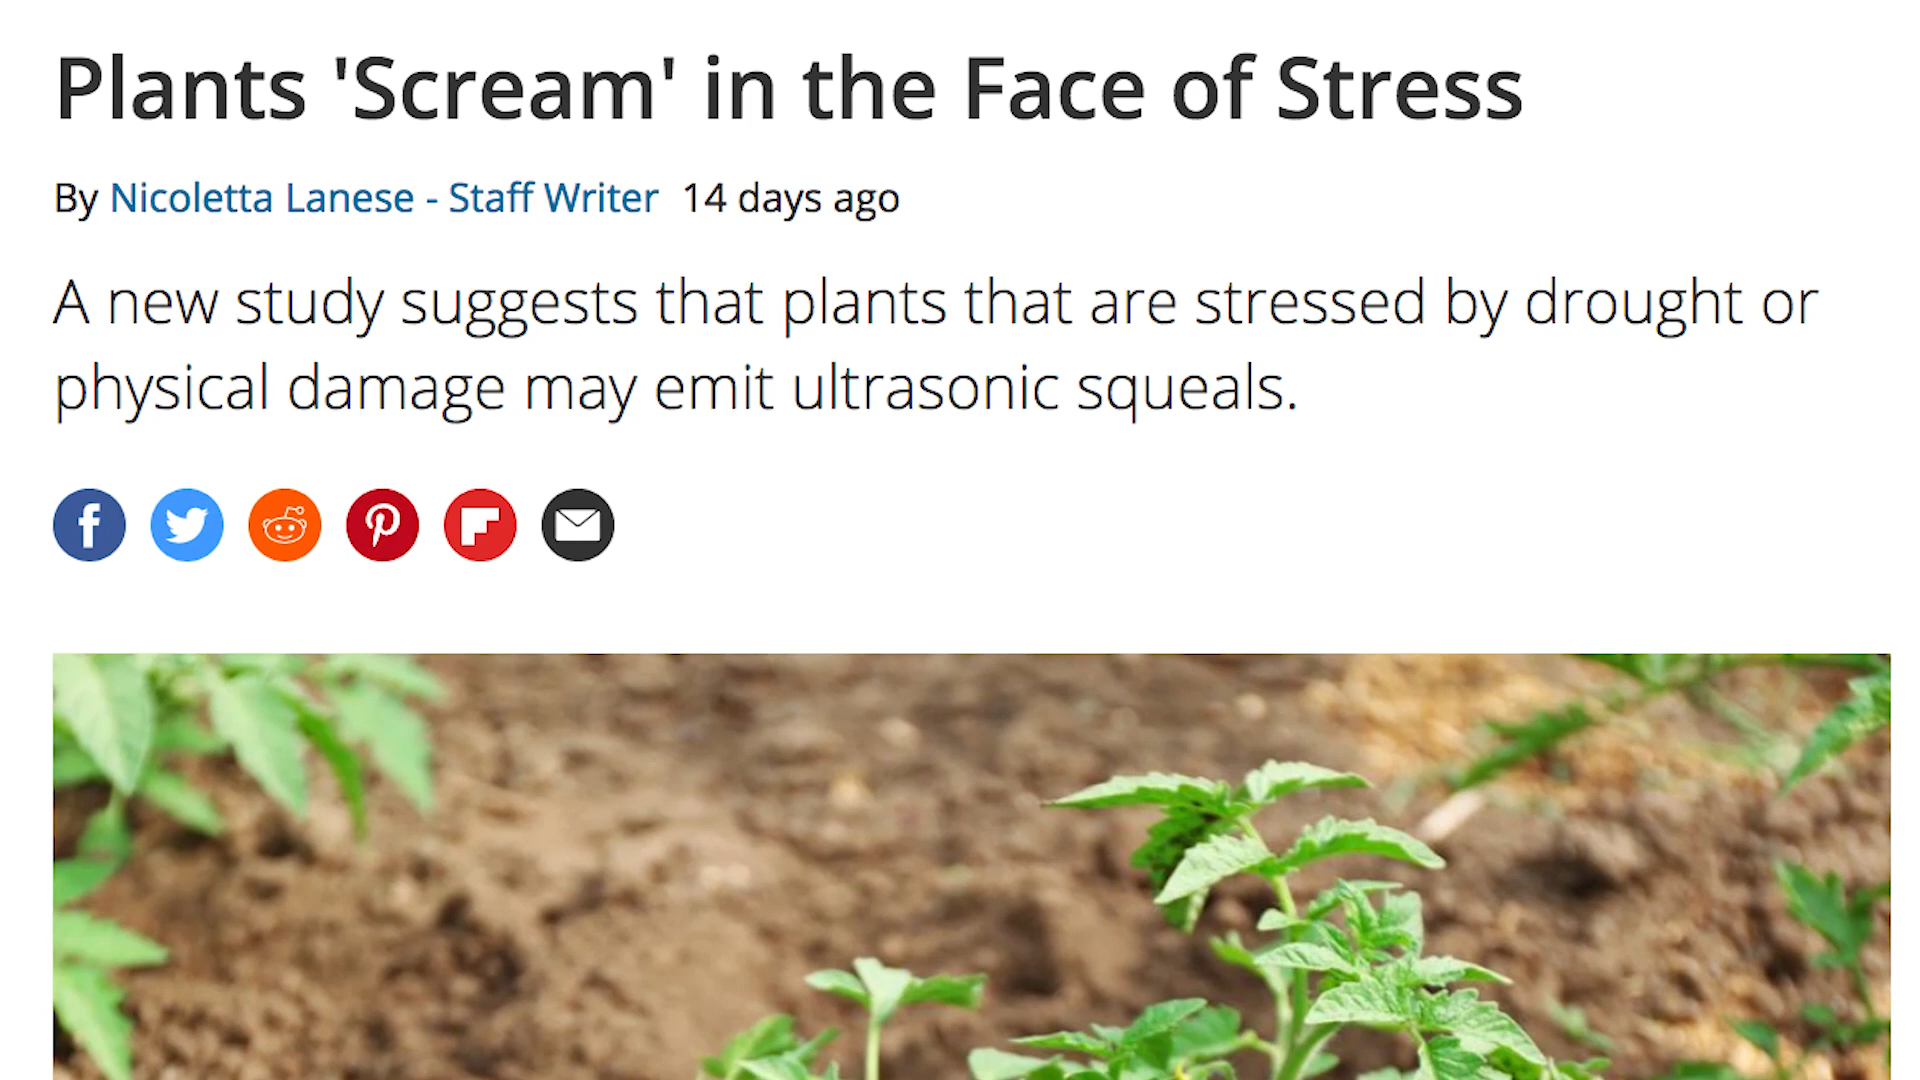 Plants 'Scream' in the Face of Stress
By Nicoletta Lanese - Staff Writer 14 days ago
A new study suggests that plants that are stressed by drought or
physical damage may emit ultrasonic squeals.